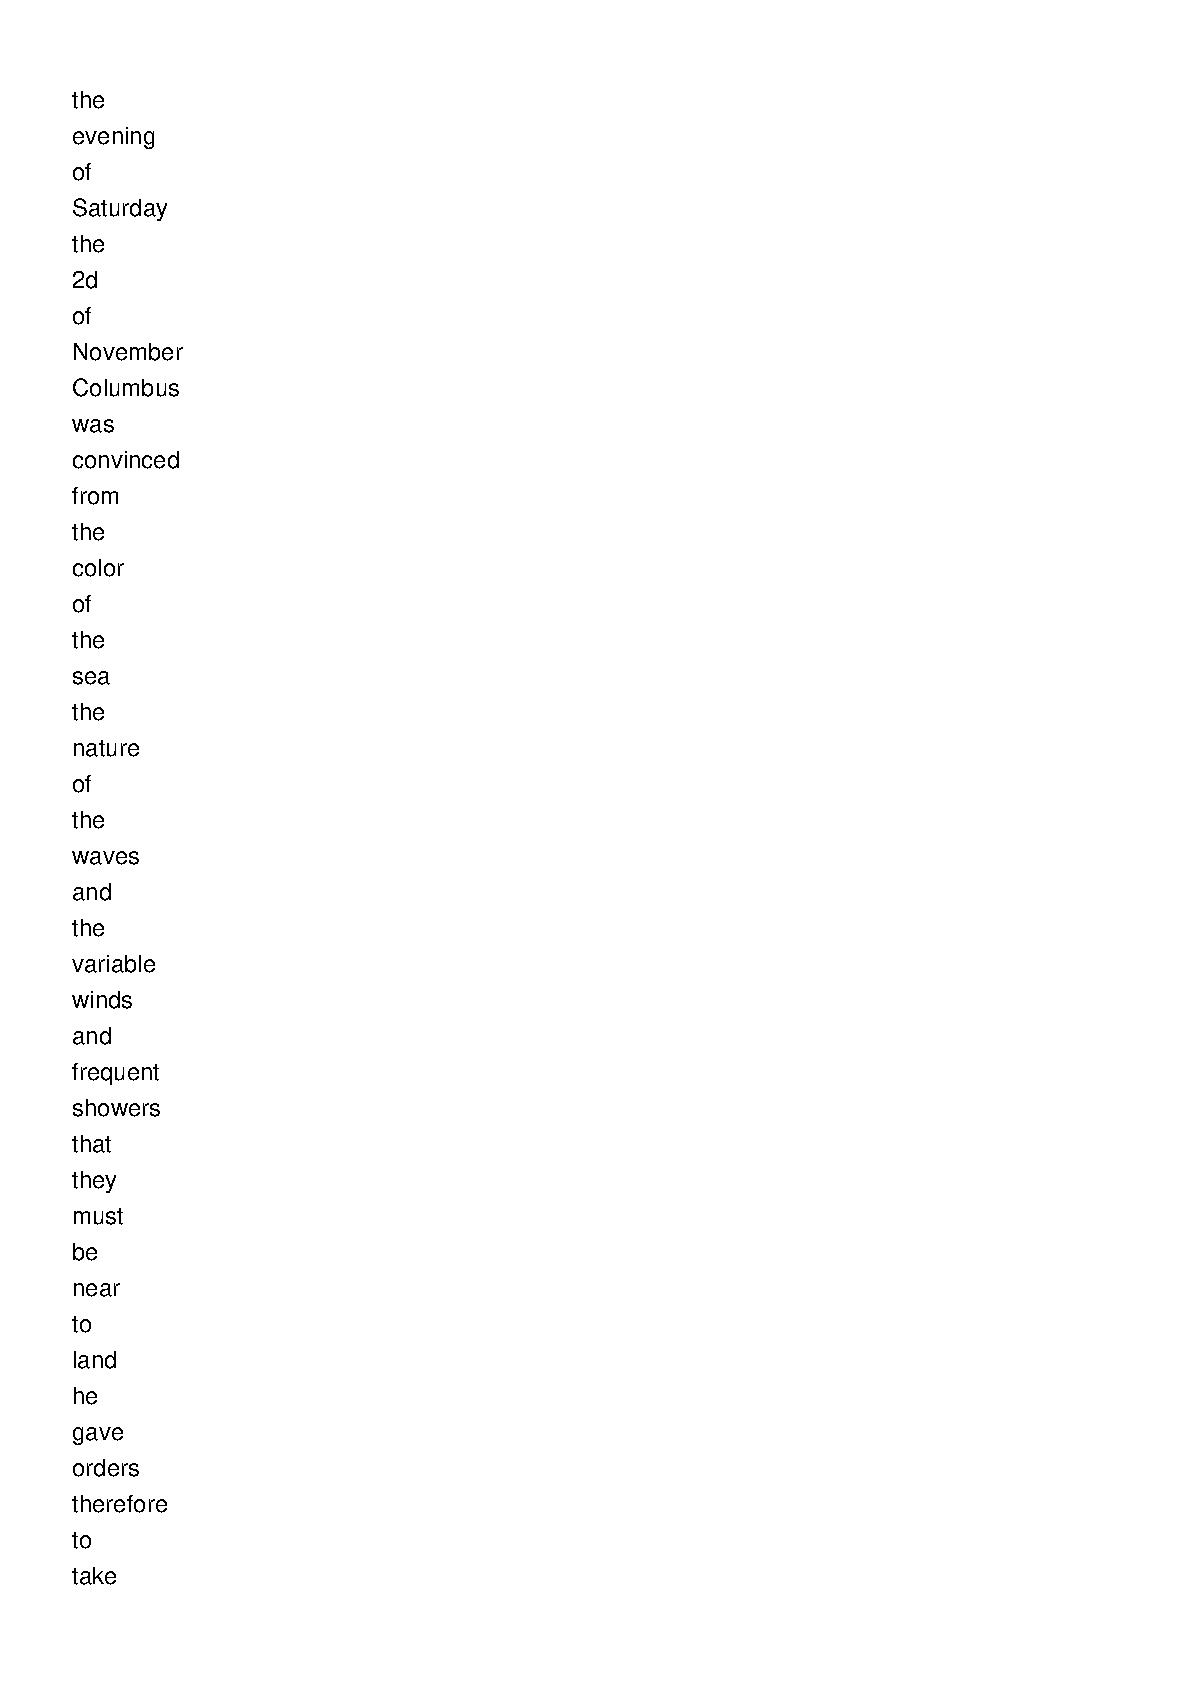 the
evening
of
Saturday
the
2d
of
November
Columbus
was
convinced
from
the
color
of
the
sea
the
nature
of
the
waves
and
the
variable
winds
and
frequent
showers
that
they
must
be
near
to
land
he
gave
orders
therefore
to
take